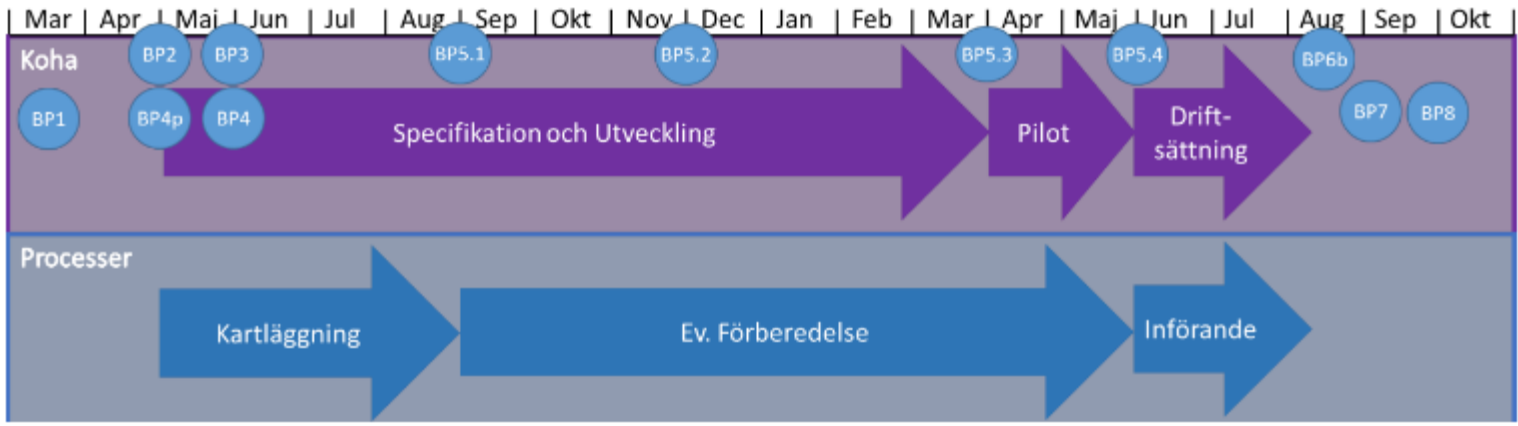 Mar | Apr | Maj | Jun | Jul | Aug | Sep | Okt | Nov | Dec | Jan | Feb | Mar | Apr | Maj | Jun | Jul | Aug | Sep | Okt |
Koha
BP2
BP3
BP5.1
BP5.2
BP5.3
BP5.4
BP6b
BP1
BP4p
BP4
BP7
BP8
Specifikation och Utveckling
Pilot
Drift-
sättning
Processer
Kartläggning
Ev. Förberedelse
Införande